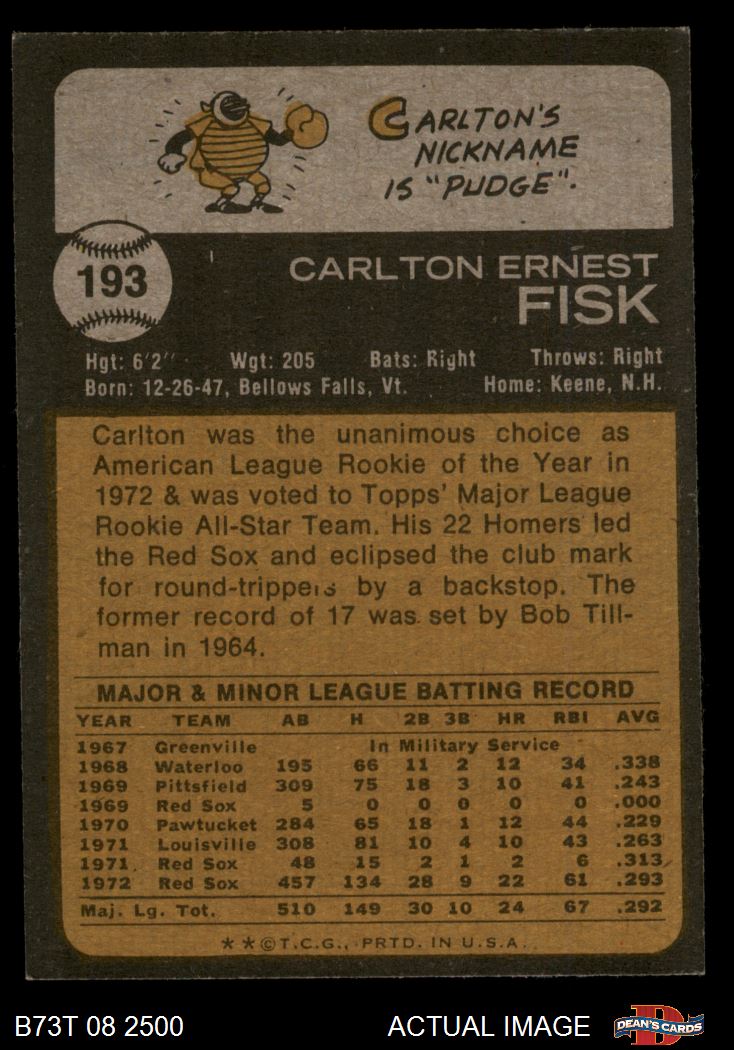 CARLTON'S
NICKNAME
IS "PUDGE".
193
CARLTON ERNEST
FISK
Hgt: 6'2" Wgt: 205 Bats: Right Throws: Right
Born: 12-26-47, Bellows Falls, Vt. Home: Keene, N.H.
Carlton was the unanimous choice as
American League Rookie of the Year in
1972 & was voted to Topps' Major League
Rookie All-Star Team. His 22 Homers led
the Red Sox and eclipsed the club mark
for round-trippers by a backstop. The
former record of 17 was set by Bob Till-
man in 1964.
MAJOR & MINOR LEAGUE BATTING RECORD
YEAR TEAM AB H 2B 3B HR RBI AVG
1967 Greenville In Military Service
1968 Waterloo 195 66 11 2 12 34 .338
1969 Pittsfield 309 75 18 3 10 41 .243
1969 Red Sox 5 0 0 0 0 0 .000
1970 Pawtucket 284 65 18 1 12 44 .229
1971 Louisville 308 81 10 4 10 43 .263
1971 Red Sox 48 15 2 1 2 6 .313
1972 Red Sox 457 134 28 9 22 61 .293
Maj. Lg. Tot. 510 149 30 10 24 67 .292
* * © T.C.G., PRTD. IN U.S.A.
B73T 08 2500 ACTUAL IMAGE
D
DEAN'S CARDS